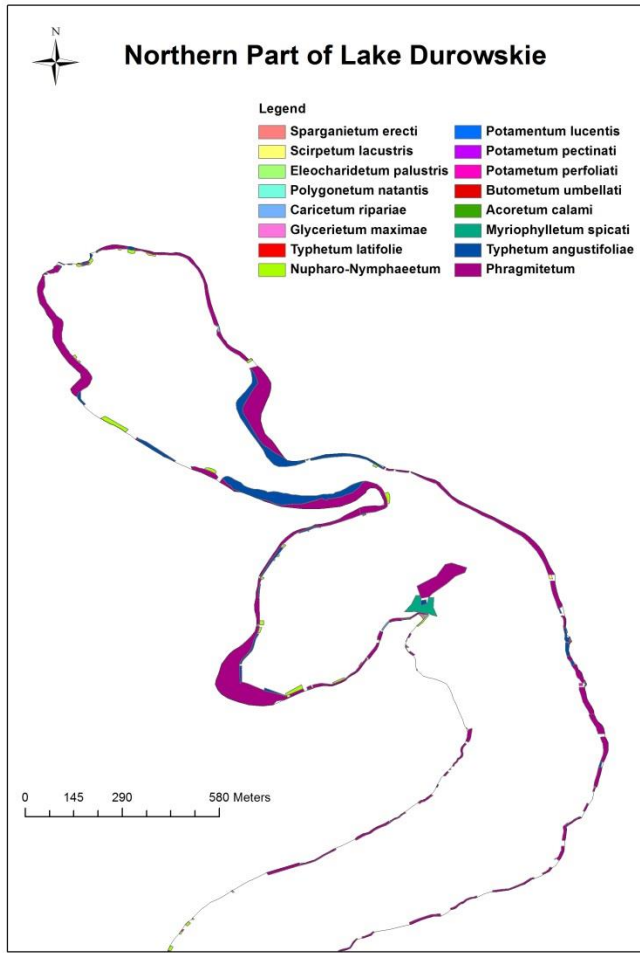 N
Northern Part of Lake Durowskie
Legend
Sparganietum erecti
Scirpetum lacustris
Eleocharidetum palustris
Polygonetum natantis
Caricetum ripariae
Glycerietum maximae
Typhetum latifolie
Nupharo-Nymphaeetum
Potamentum lucentis
Potametum pectinati
Potametum perfoliati
Butometum umbellati
Acoretum calami
Myriophylletum spicati
Typhetum angustifoliae
Phragmitetum
0 145 290 580 Meters